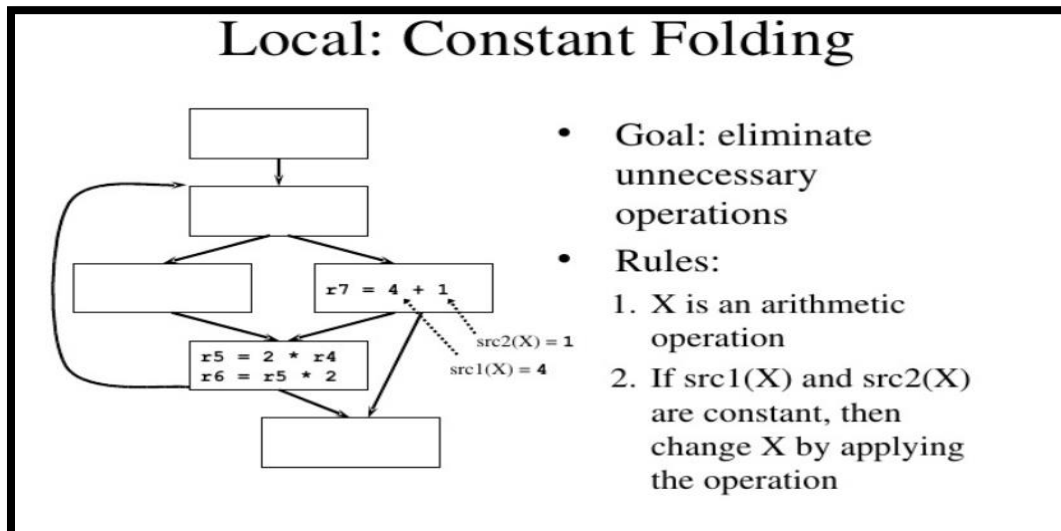 Local: Constant Folding
r7 = 4 + 1
src2(X) = 1
r5 = 2 * r4
r6 = r5 * 2
src1(X) = 4
• Goal: eliminate
unnecessary
operations
• Rules:
1. X is an arithmetic
operation
2. If src1(X) and src2(X)
are constant, then
change X by applying
the operation